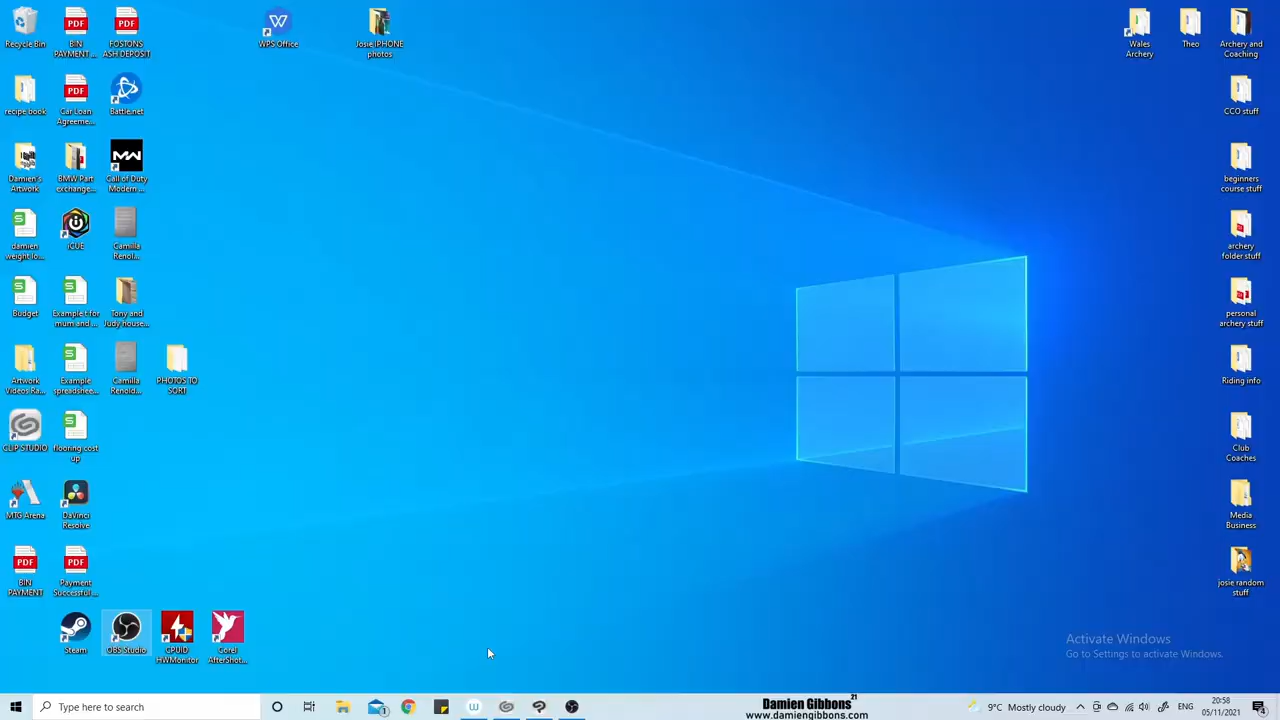 Recycle Bin
BIN
PAYMENT...
FOSTONS
ASH DEPOSIT
WPS Office
Josie IPHONE
photos
Wales
Archery
Theo
Archery and
Coaching
recipe book
Car Loan
Agreeme...
Battle.net
CCO stuff
Damien's
Artwork
BMW Part
exchange...
Call of Duty
Modern ...
beginners
course stuff
damien
weight lo...
iCUE
Camilla
Renol...
archery
folder stuff
Budget
Example t for
mum and ...
Tony and
Judy house...
personal
archery stuff
Artwork
Videos Ra...
Example
spreadshee...
Camilla
Renold...
PHOTOS TO
SORT
Riding info
CLIP STUDIO
flooring cost
up
Club
Coaches
MTG Arena
DaVinci
Resolve
Media
Business
PDF
BIN
PAYMENT
PDF
Payment
Successful...
josie random
stuff
Steam
OBS Studio
CPUID
HWMonitor
Corel
AfterShot...
Activate Windows
Go to Settings to activate Windows.
Type here to search
Damien Gibbons 21
www.damiengibbons.com
9°C Mostly cloudy
ENG
20:58
05/11/2021